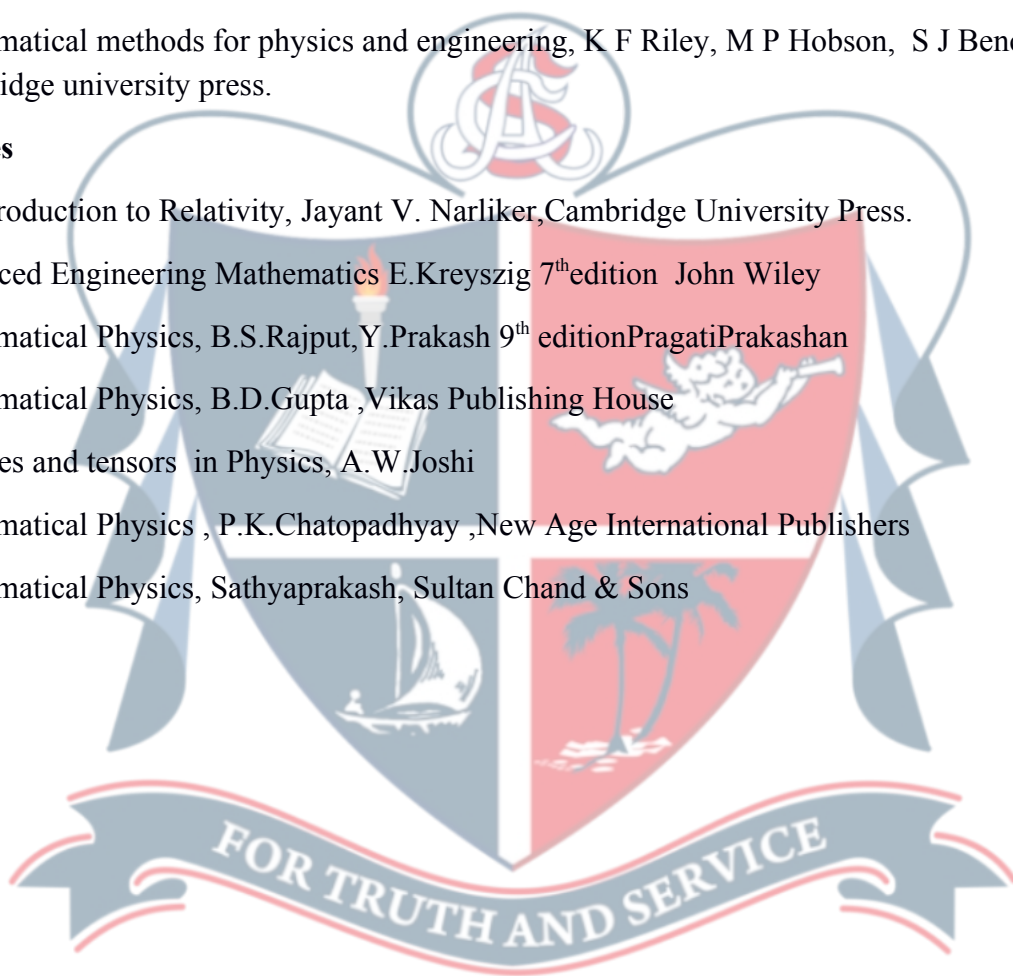 matical methods for physics and engineering, K F Riley, M P Hobson, S J Ben
idge university press.
s
roduction to Relativity, Jayant V. Narliker,Cambridge University Press.
ced Engineering Mathematics E.Kreyszig 7thedition John Wiley
matical Physics, B.S.Rajput,Y.Prakash 9th editionPragatiPrakashan
matical Physics, B.D.Gupta ,Vikas Publishing House
es and tensors in Physics, A.W.Joshi
matical Physics , P.K.Chatopadhyay ,New Age International Publishers
matical Physics, Sathyaprakash, Sultan Chand & Sons
FOR TRUTH AND SERVICE